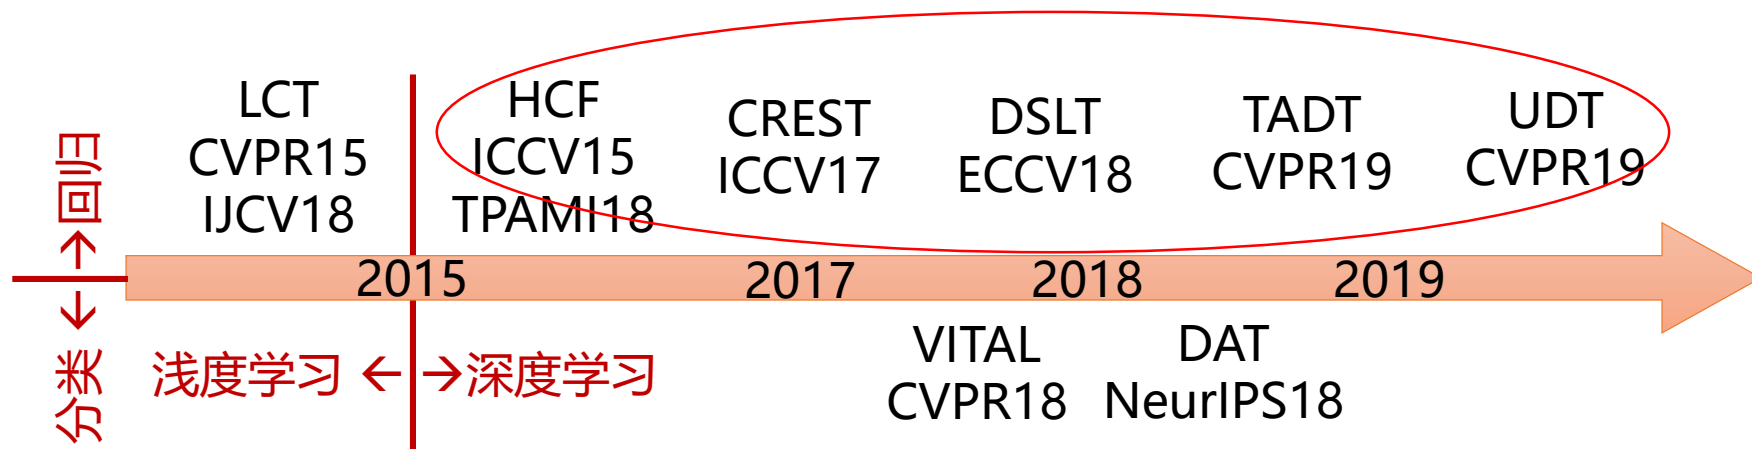 LCT
CVPR15
IJCV18
HCF
ICCV15
TPAMI18
CREST
ICCV17
DSLT
ECCV18
TADT
CVPR19
UDT
CVPR19
分类 ← → 回归
2015
2017
2018
2019
浅度学习 ← → 深度学习
VITAL
CVPR18
DAT
NeurIPS18